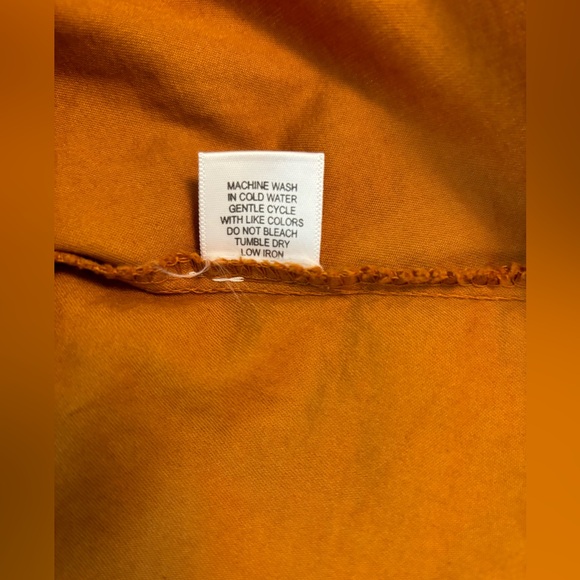 MACHINE WASH
IN COLD WATER
GENTLE CYCLE
WITH LIKE COLORS
DO NOT BLEACH
TUMBLE DRY
LOW IRON